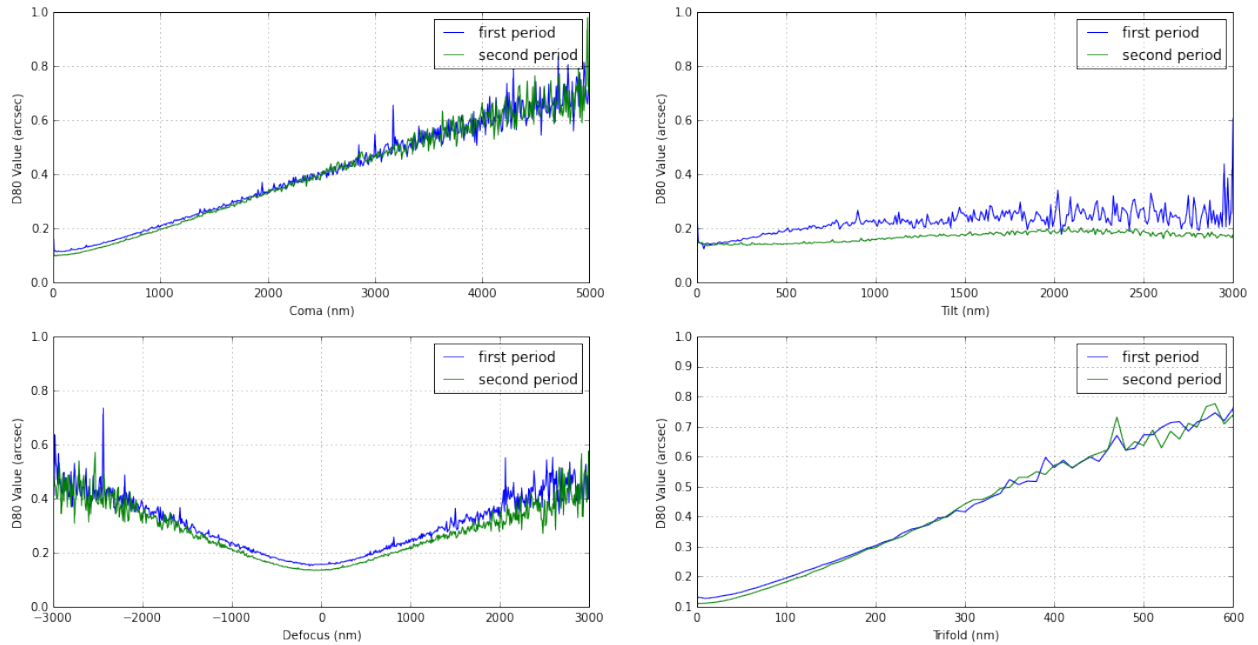 1.0
0.8
0.6
0.4
0.2
0.0
D80 Value (arcsec)
first period
second period
0 1000 2000 3000 4000 5000
Coma (nm)
1.0
0.8
0.6
0.4
0.2
0.0
D80 Value (arcsec)
first period
second period
0 500 1000 1500 2000 2500 3000
Tilt (nm)
1.0
0.8
0.6
0.4
0.2
0.0
D80 Value (arcsec)
first period
second period
−3000 −2000 −1000 0 1000 2000 3000
Defocus (nm)
1.0
0.9
0.8
0.7
0.6
0.5
0.4
0.3
0.2
0.1
D80 Value (arcsec)
first period
second period
0 100 200 300 400 500 600
Trifold (nm)